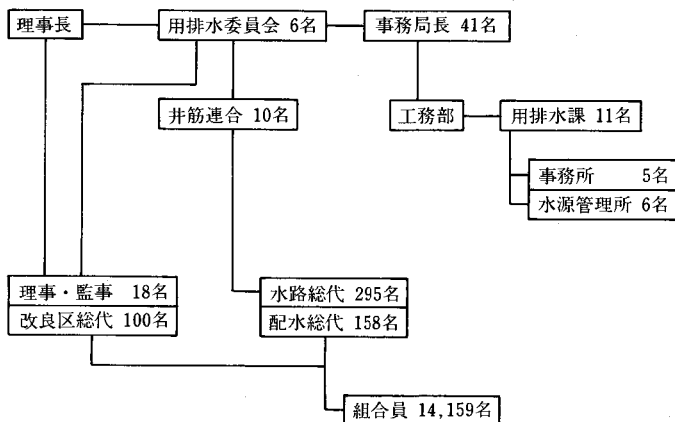 理事長
用排水委員会 6名
事務局長 41名
井筋連合 10名
工務部
用排水課 11名
事務所 5名
水源管理所 6名
理事・監事 18名
改良区総代 100名
水路総代 295名
配水総代 158名
組合員 14,159名